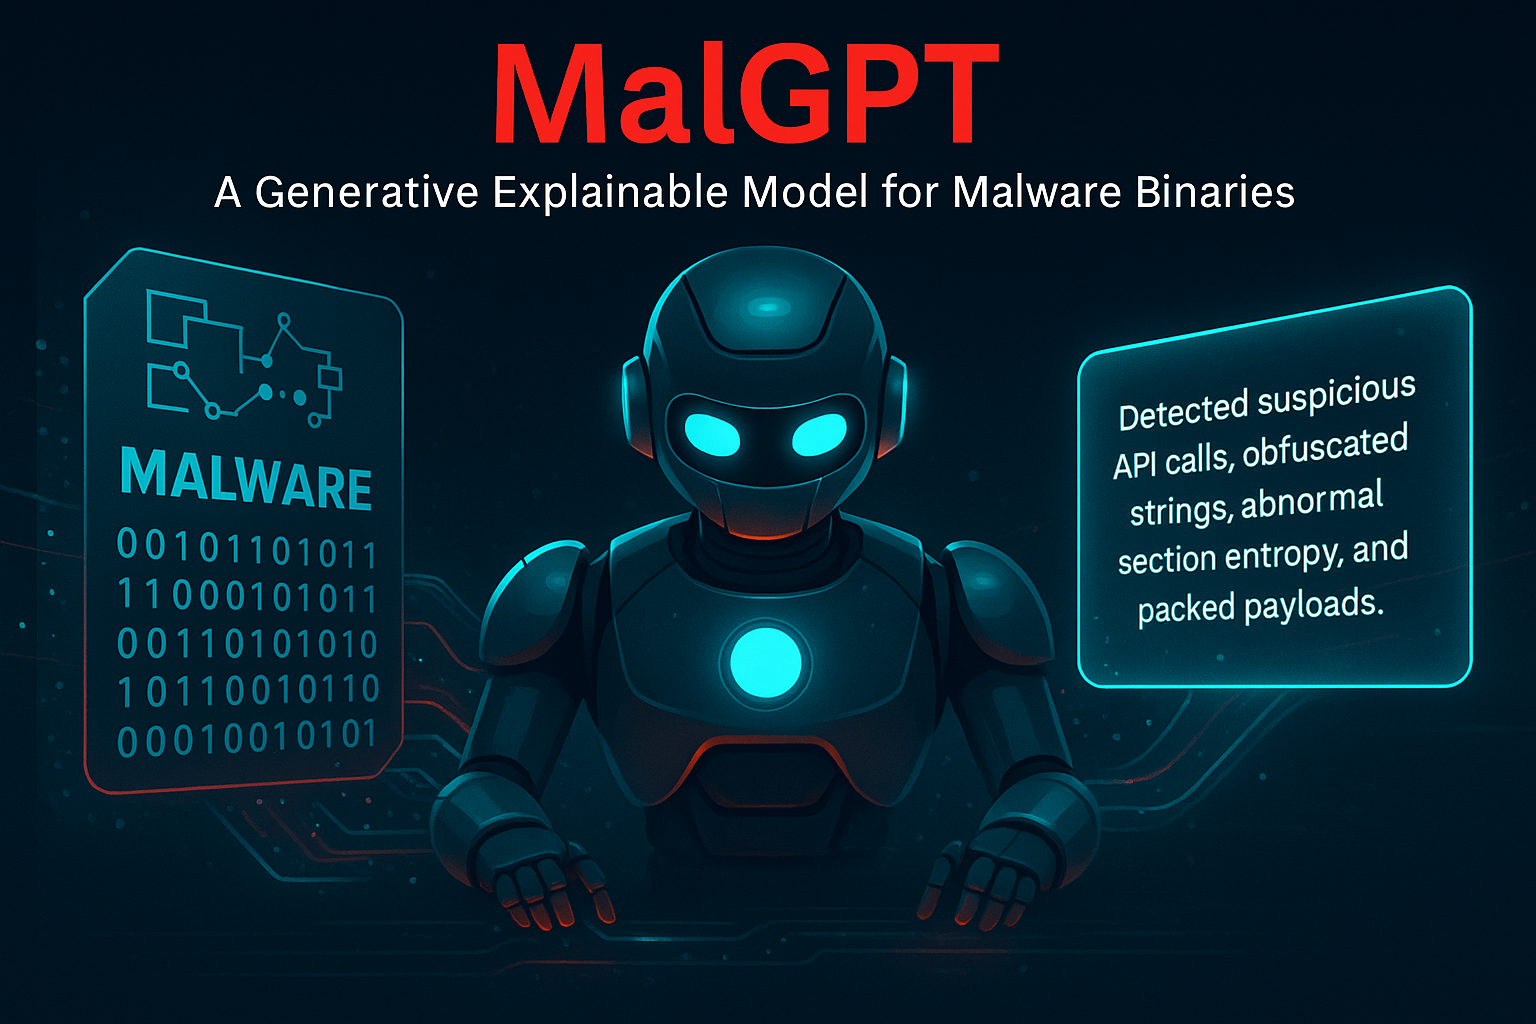 MalGPT
A Generative Explainable Model for Malware Binaries
MALWARE
00101101011
11000101011
00110101010
10110010110
00010010101
Detected suspicious
API calls, obfuscated
strings, abnormal
section entropy, and
packed payloads.